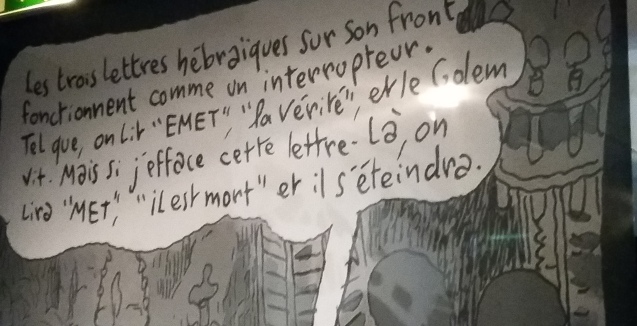 Les trois lettres hébraïques sur son front
fonctionnent comme un interrupteur.
Tel que, on lit "EMET", "la vérité", et le Golem
vit. Mais si j'efface cette lettre-là, on
lira "MET", "il est mort" et il s'éteindra.